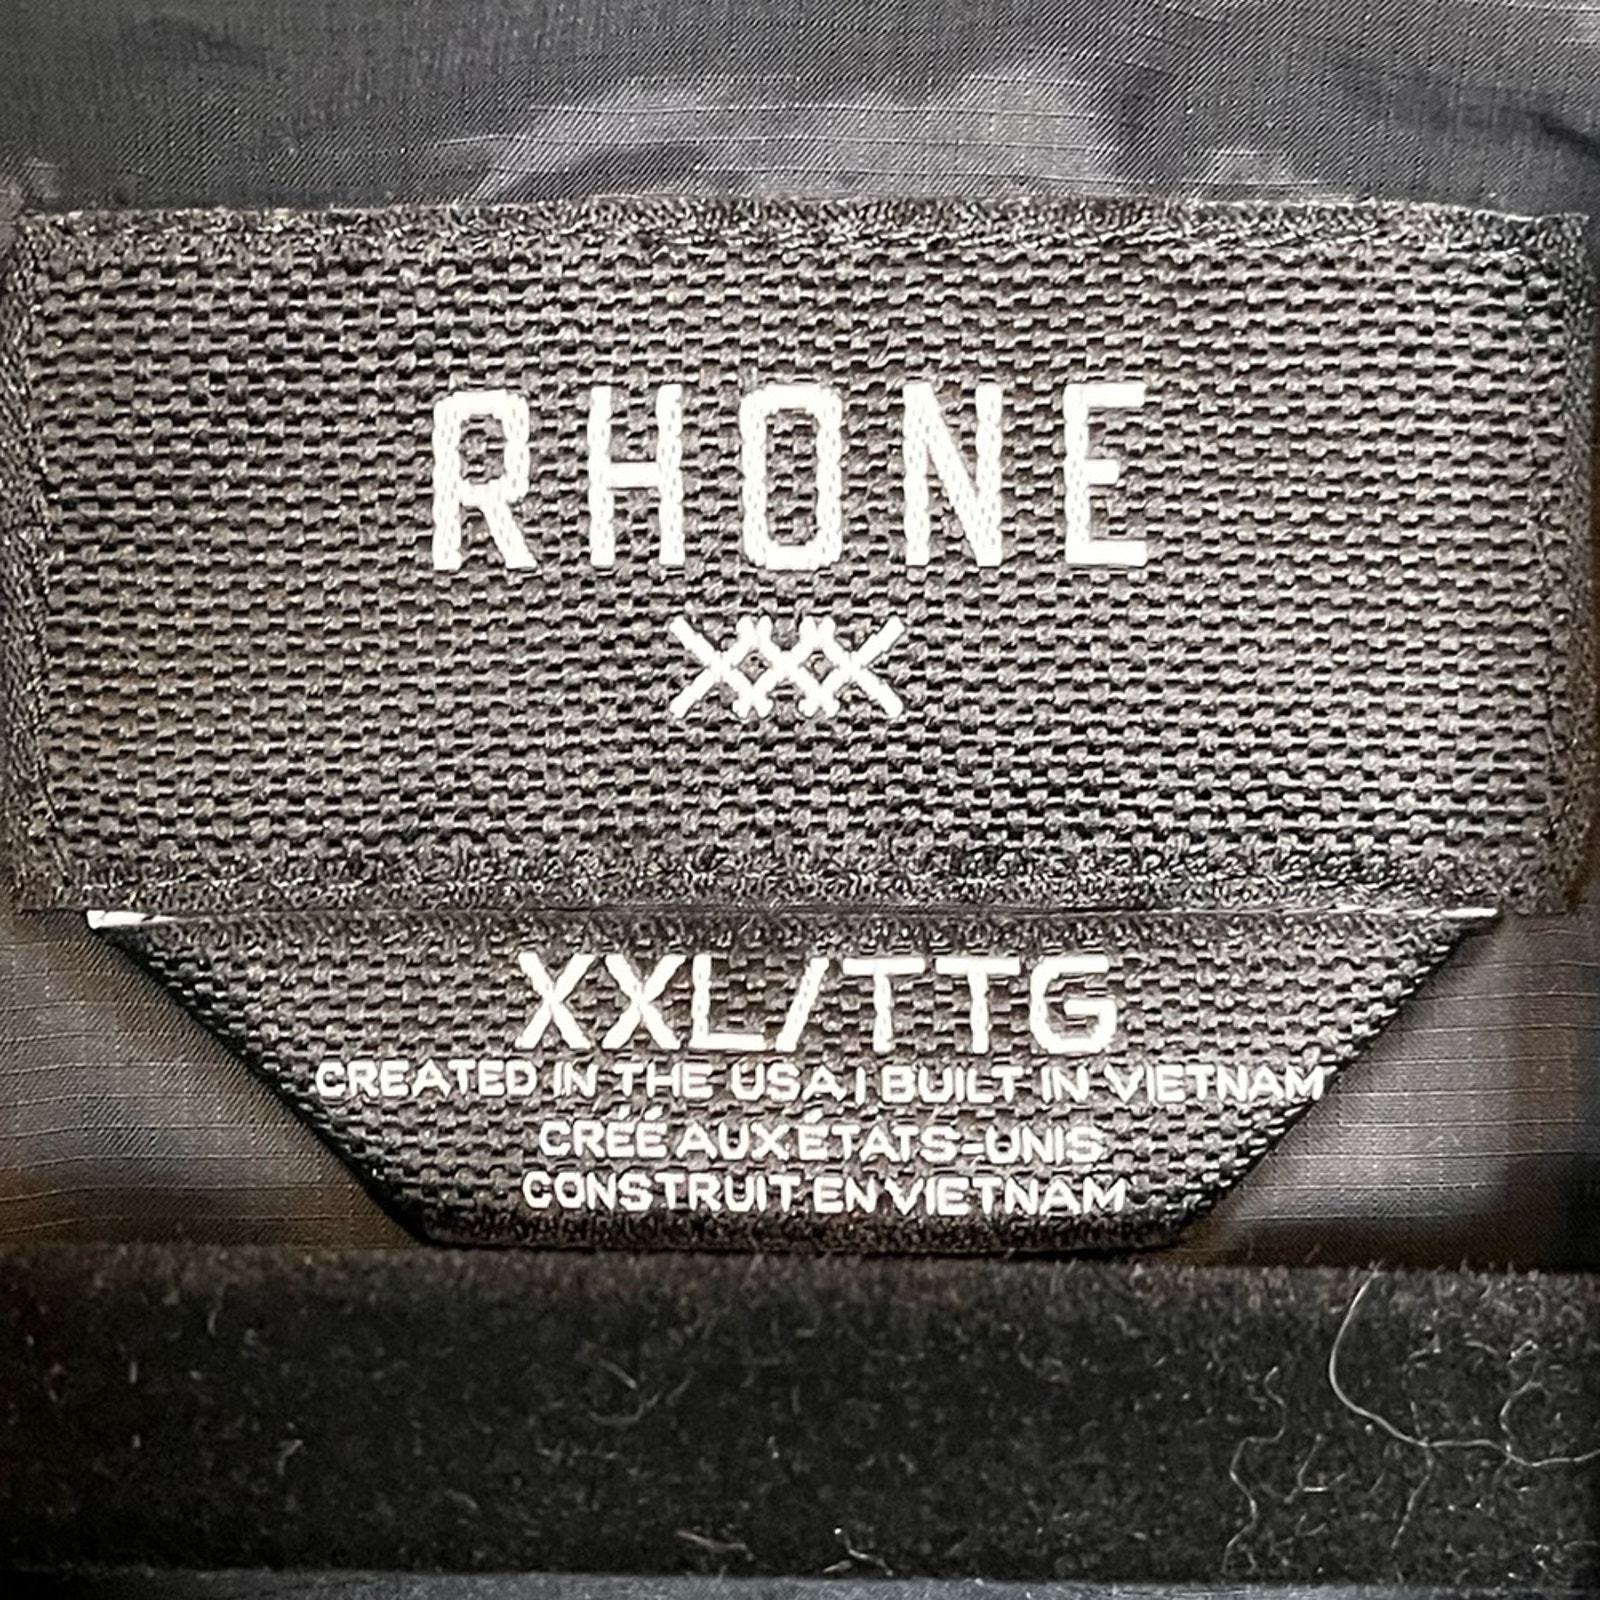 RHONE
XXL/TTG
CREATED IN THE USA | BUILT IN VIETNAM
CRÉÉ AUX ÉTATS-UNIS
CONSTRUIT EN VIETNAM